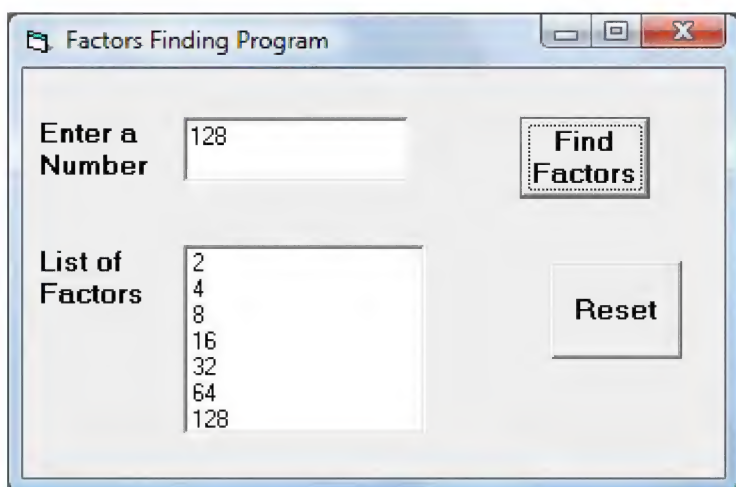 Factors Finding Program
Enter a
Number
128
Find
Factors
List of
Factors
2
4
8
16
32
64
128
Reset